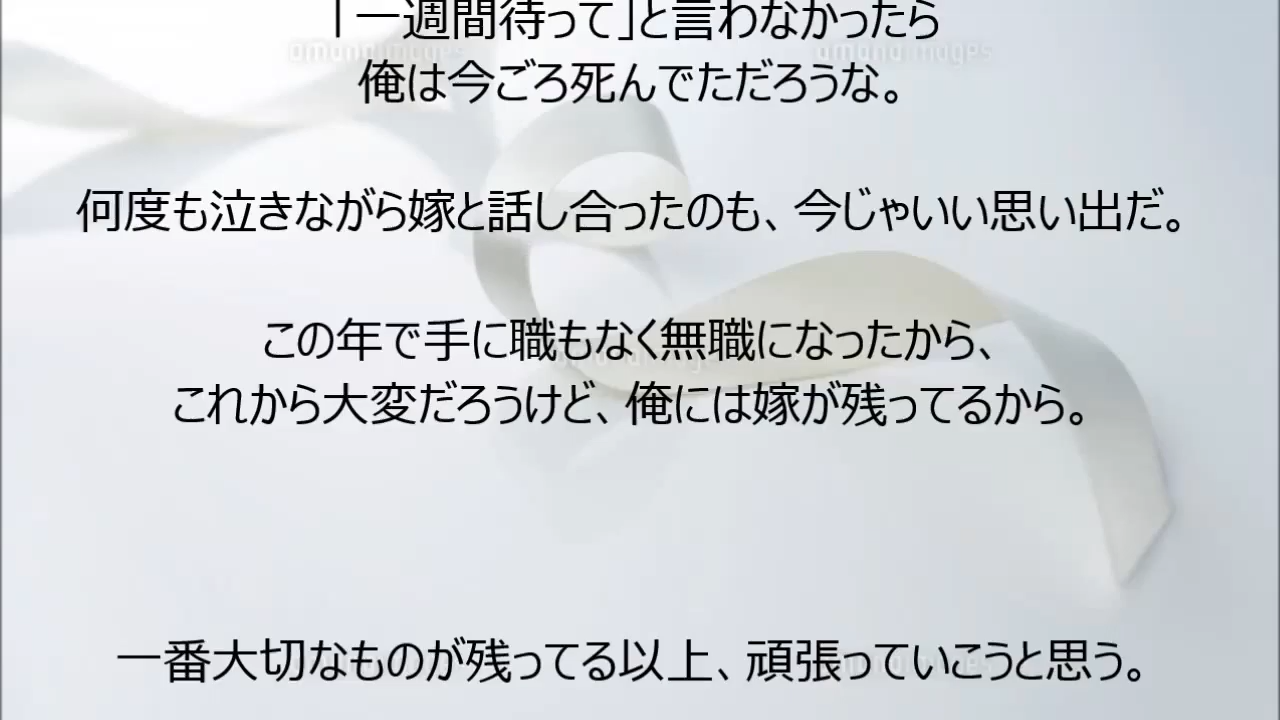 「一週間待って」と言わなかったら
俺は今ごろ死んでただろうな。
何度も泣きながら嫁と話し合ったのも、今じゃいい思い出だ。
この年で手に職もなく無職になったから、
これから大変だろうけど、俺には嫁が残ってるから。
一番大切なものが残ってる以上、頑張っていこうと思う。